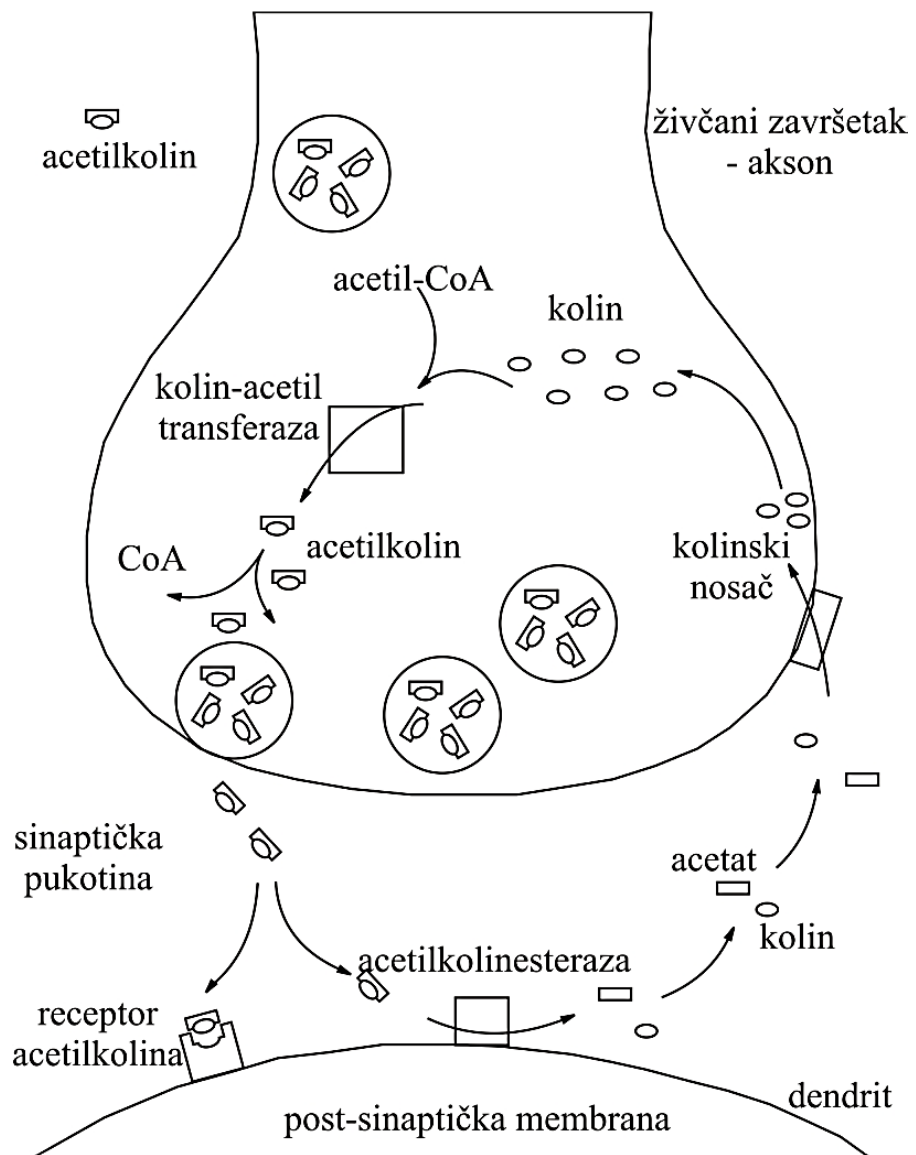 živčani završetak
- akson
acetilkolin
acetil-CoA
kolin
kolin-acetil
transferaza
acetilkolin
CoA
kolinski
nosač
sinaptička
pukotina
acetat
kolin
acetilkolinesteraza
receptor
acetilkolina
dendrit
post-sinaptička membrana